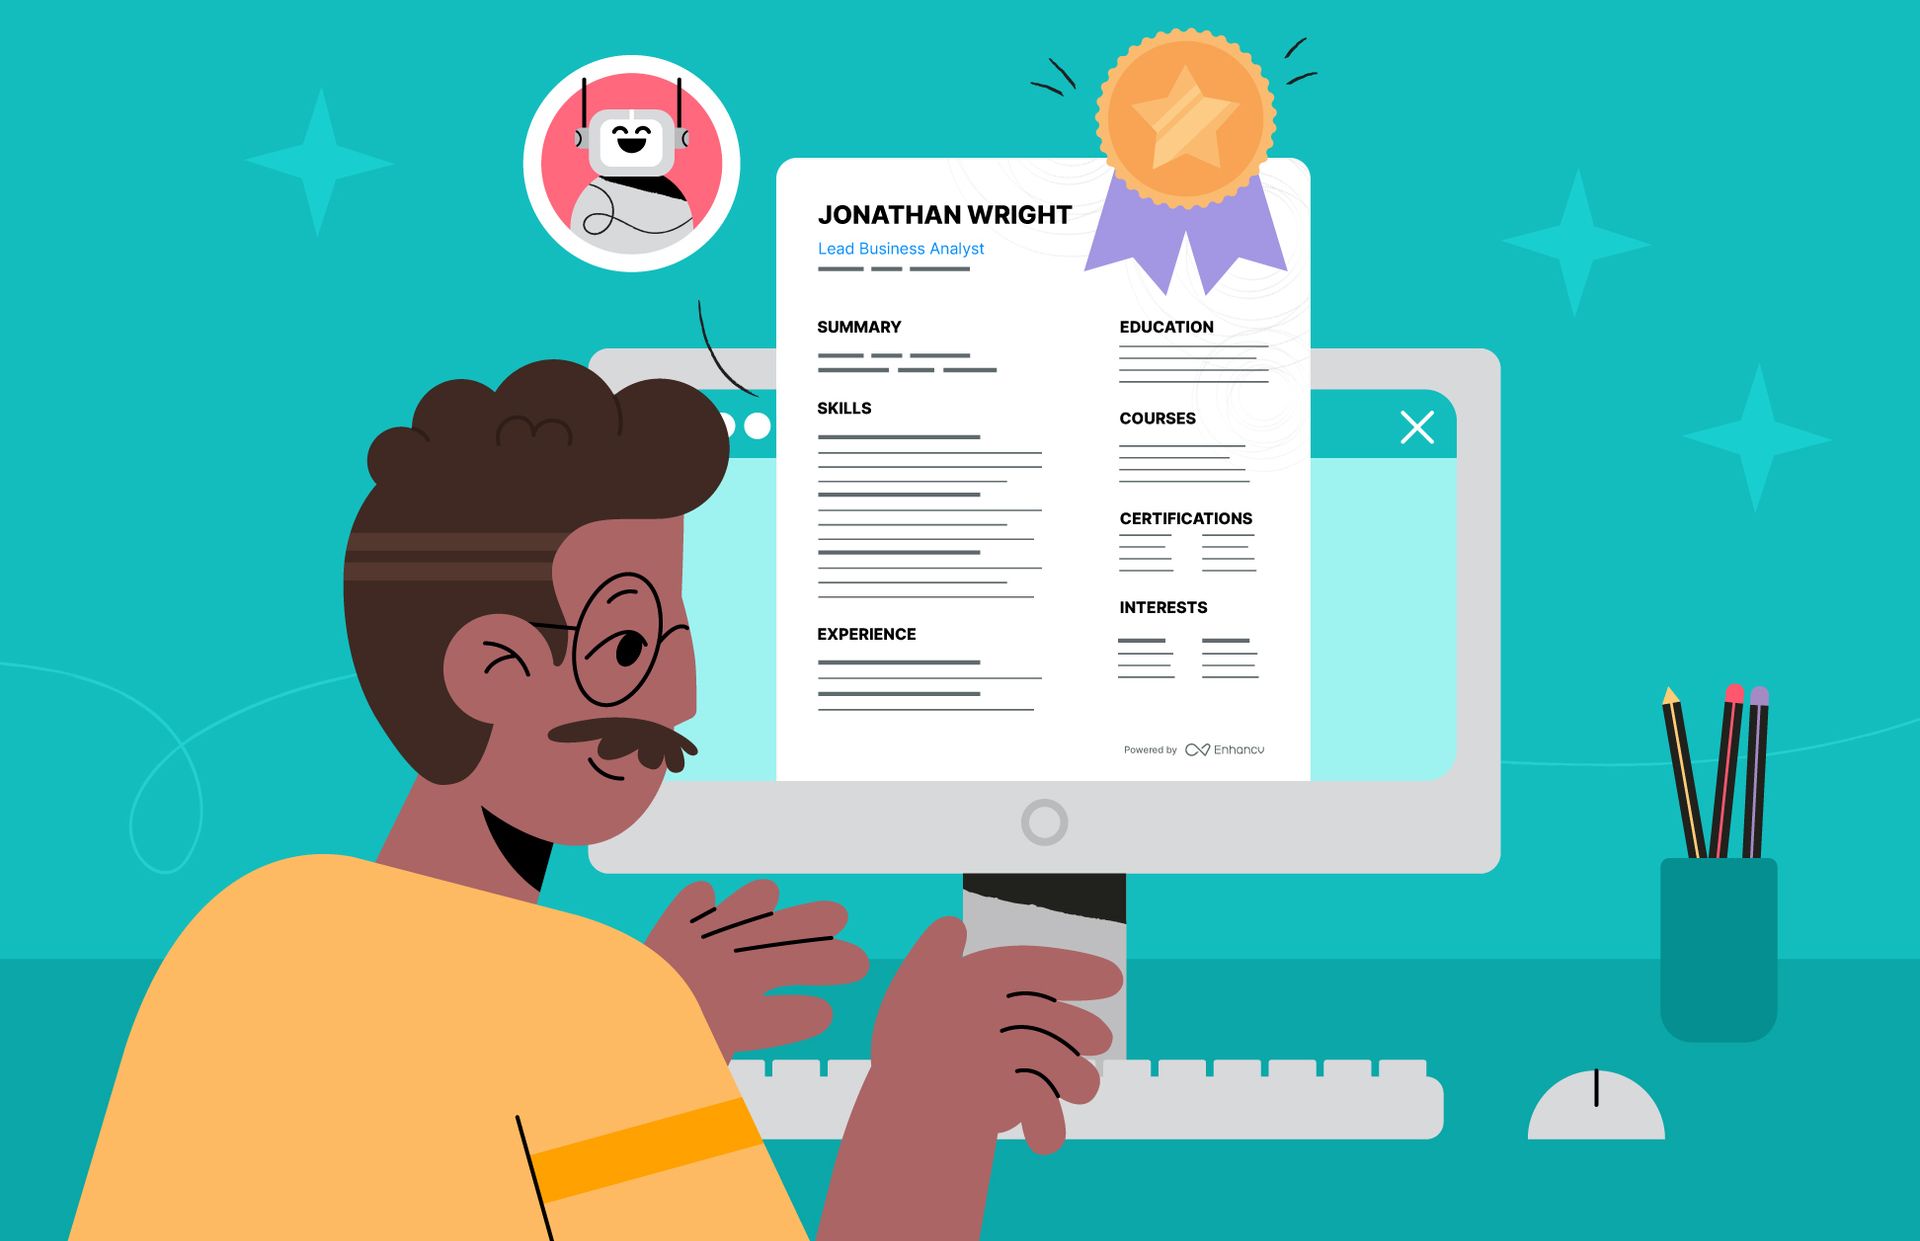 JONATHAN WRIGHT
Lead Business Analyst
SUMMARY
SKILLS
EXPERIENCE
EDUCATION
COURSES
CERTIFICATIONS
INTERESTS
Powered by Enhancv